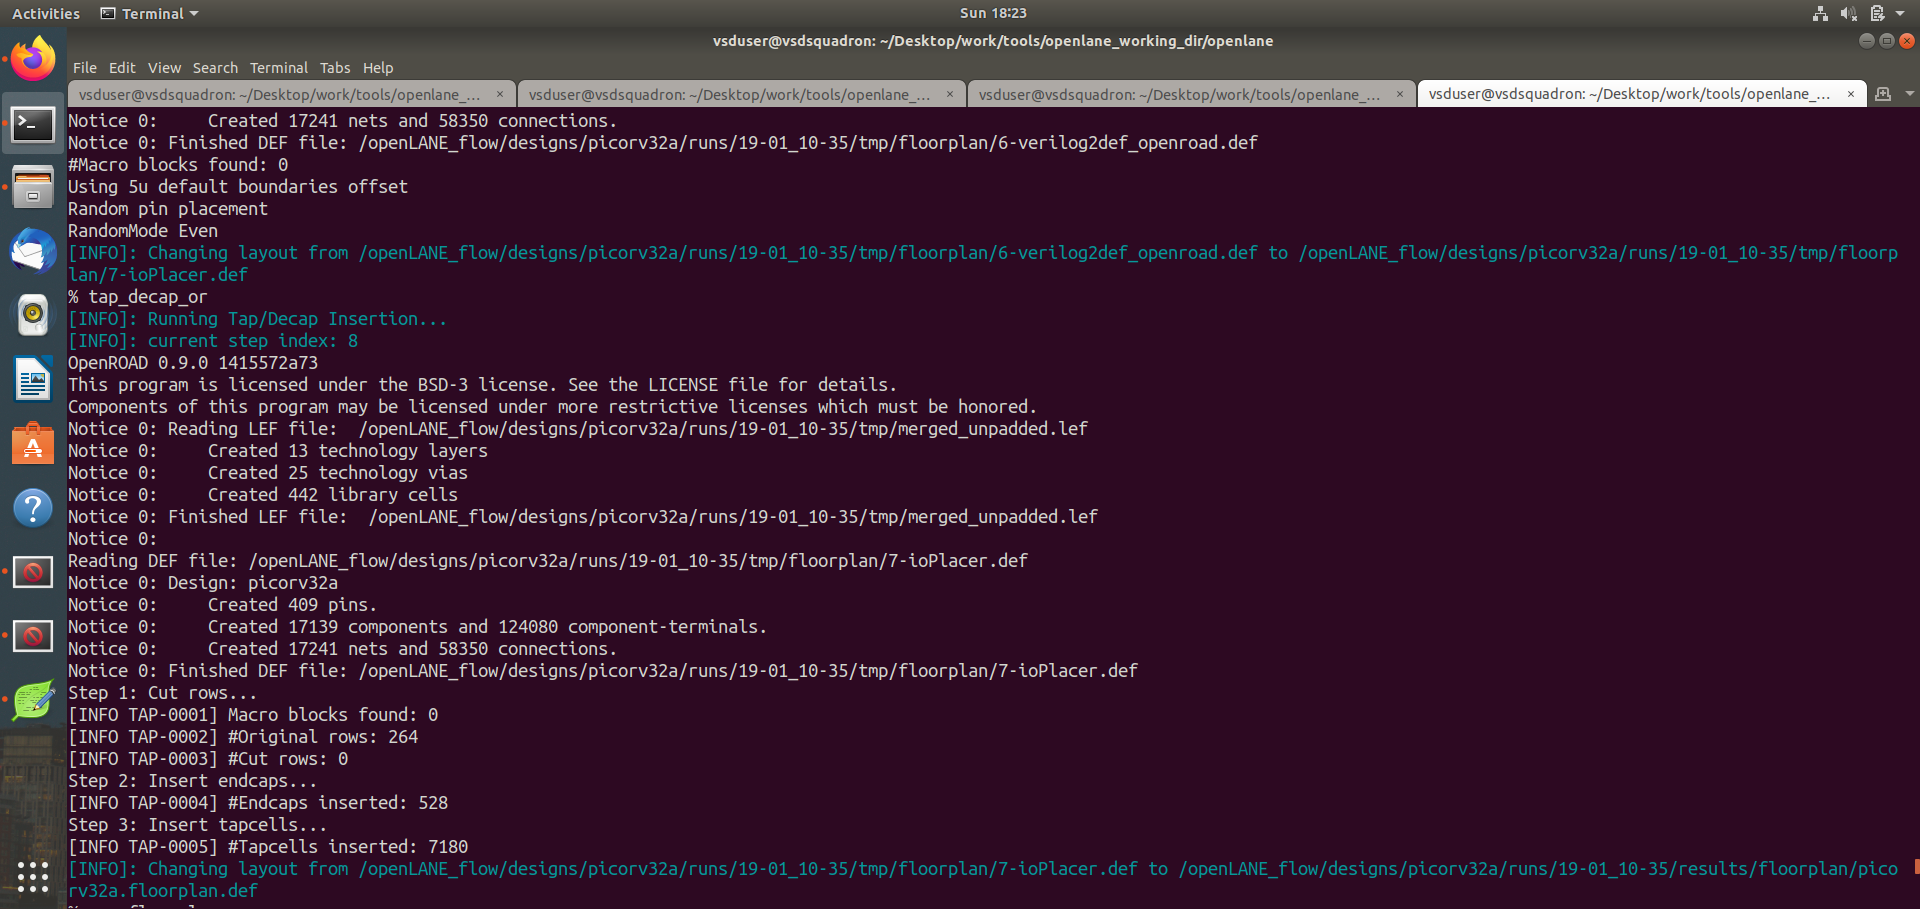 Activities
Terminal
Sun 18:23
vsduser@vsdsquadron: ~/Desktop/work/tools/openlane_working_dir/openlane
File Edit View Search Terminal Tabs Help
vsduser@vsdsquadron: ~/Desktop/work/tools/openlane_... × vsduser@vsdsquadron: ~/Desktop/work/tools/openlane_... × vsduser@vsdsquadron: ~/Desktop/work/tools/openlane_... × vsduser@vsdsquadron: ~/Desktop/work/tools/openlane_... ×
Notice 0:     Created 17241 nets and 58350 connections.
Notice 0: Finished DEF file: /openLANE_flow/designs/picorv32a/runs/19-01_10-35/tmp/floorplan/6-verilog2def_openroad.def
#Macro blocks found: 0
Using 5u default boundaries offset
Random pin placement
RandomMode Even
[INFO]: Changing layout from /openLANE_flow/designs/picorv32a/runs/19-01_10-35/tmp/floorplan/6-verilog2def_openroad.def to /openLANE_flow/designs/picorv32a/runs/19-01_10-35/tmp/floorp
lan/7-ioPlacer.def
% tap_decap_or
[INFO]: Running Tap/Decap Insertion...
[INFO]: current step index: 8
OpenROAD 0.9.0 1415572a73
This program is licensed under the BSD-3 license. See the LICENSE file for details.
Components of this program may be licensed under more restrictive licenses which must be honored.
Notice 0: Reading LEF file:  /openLANE_flow/designs/picorv32a/runs/19-01_10-35/tmp/merged_unpadded.lef
Notice 0:     Created 13 technology layers
Notice 0:     Created 25 technology vias
Notice 0:     Created 442 library cells
Notice 0: Finished LEF file:  /openLANE_flow/designs/picorv32a/runs/19-01_10-35/tmp/merged_unpadded.lef
Notice 0:
Reading DEF file: /openLANE_flow/designs/picorv32a/runs/19-01_10-35/tmp/floorplan/7-ioPlacer.def
Notice 0: Design: picorv32a
Notice 0:     Created 409 pins.
Notice 0:     Created 17139 components and 124080 component-terminals.
Notice 0:     Created 17241 nets and 58350 connections.
Notice 0: Finished DEF file: /openLANE_flow/designs/picorv32a/runs/19-01_10-35/tmp/floorplan/7-ioPlacer.def
Step 1: Cut rows...
[INFO TAP-0001] Macro blocks found: 0
[INFO TAP-0002] #Original rows: 264
[INFO TAP-0003] #Cut rows: 0
Step 2: Insert endcaps...
[INFO TAP-0004] #Endcaps inserted: 528
Step 3: Insert tapcells...
[INFO TAP-0005] #Tapcells inserted: 7180
[INFO]: Changing layout from /openLANE_flow/designs/picorv32a/runs/19-01_10-35/tmp/floorplan/7-ioPlacer.def to /openLANE_flow/designs/picorv32a/runs/19-01_10-35/results/floorplan/pico
rv32a.floorplan.def